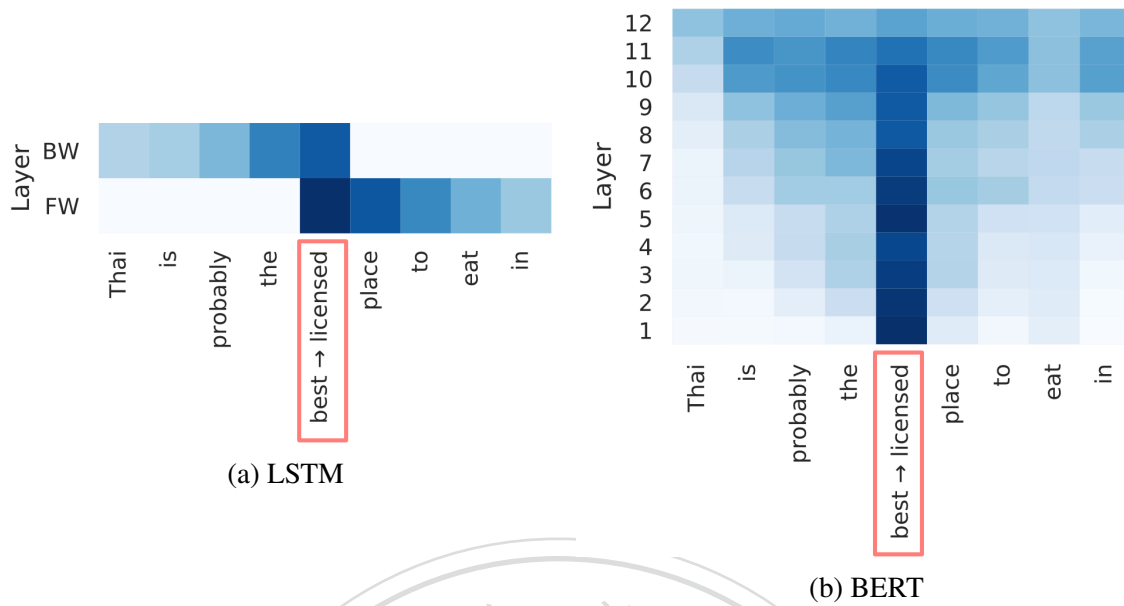 Layer
BW
FW
Thai
is
probably
the
best → licensed
place
to
eat
in
(a) LSTM
Layer
12
11
10
9
8
7
6
5
4
3
2
1
Thai
is
probably
the
best → licensed
place
to
eat
in
(b) BERT